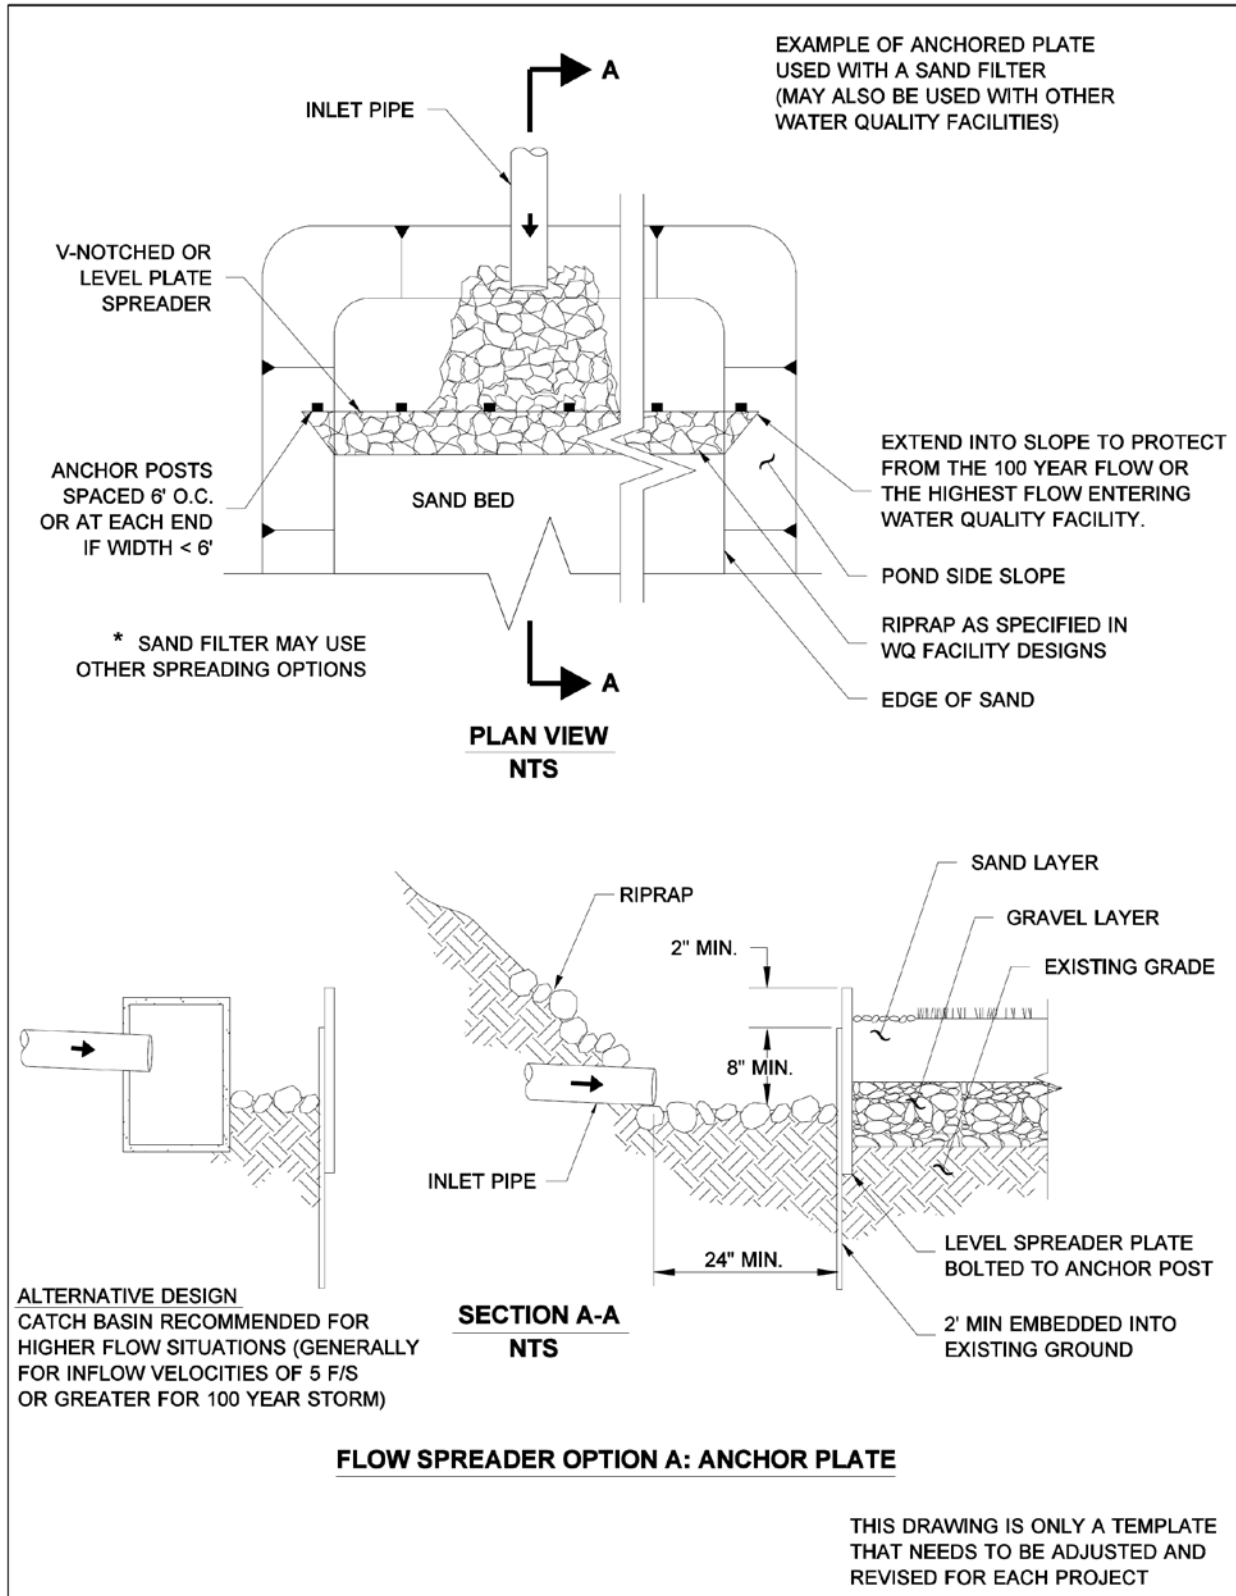 EXAMPLE OF ANCHORED PLATE
USED WITH A SAND FILTER
(MAY ALSO BE USED WITH OTHER
WATER QUALITY FACILITIES)
A
INLET PIPE
V-NOTCHED OR
LEVEL PLATE
SPREADER
ANCHOR POSTS
SPACED 6' O.C.
OR AT EACH END
IF WIDTH < 6'
SAND BED
EXTEND INTO SLOPE TO PROTECT
FROM THE 100 YEAR FLOW OR
THE HIGHEST FLOW ENTERING
WATER QUALITY FACILITY.
POND SIDE SLOPE
RIPRAP AS SPECIFIED IN
WQ FACILITY DESIGNS
EDGE OF SAND
* SAND FILTER MAY USE
OTHER SPREADING OPTIONS
A
PLAN VIEW
NTS
SAND LAYER
GRAVEL LAYER
EXISTING GRADE
RIPRAP
2" MIN.
8" MIN.
INLET PIPE
24" MIN.
LEVEL SPREADER PLATE
BOLTED TO ANCHOR POST
2' MIN EMBEDDED INTO
EXISTING GROUND
SECTION A-A
NTS
ALTERNATIVE DESIGN
CATCH BASIN RECOMMENDED FOR
HIGHER FLOW SITUATIONS (GENERALLY
FOR INFLOW VELOCITIES OF 5 F/S
OR GREATER FOR 100 YEAR STORM)
FLOW SPREADER OPTION A: ANCHOR PLATE
THIS DRAWING IS ONLY A TEMPLATE
THAT NEEDS TO BE ADJUSTED AND
REVISED FOR EACH PROJECT